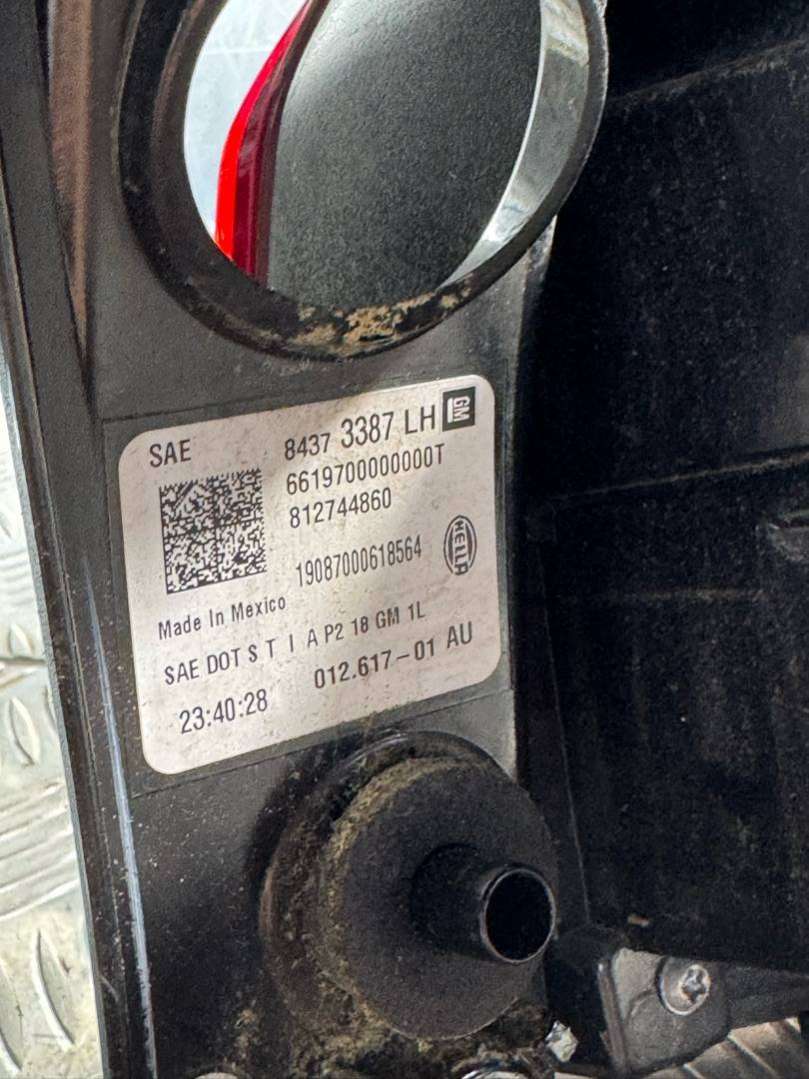 SAE 8437 3387 LH GM
6619700000000T
812744860
19087000618564 HELLA
Made In Mexico
SAE DOT S T I A P2 18 GM 1L
23:40:28 012.617-01 AU